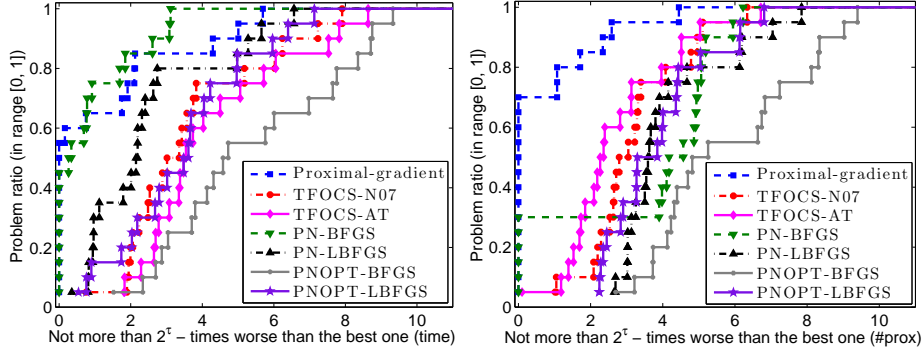 Problem ratio (in range [0, 1])
1
0.8
0.6
0.4
0.2
0
0 2 4 6 8 10
Not more than 2^τ − times worse than the best one (time)
Proximal-gradient
TFOCS-N07
TFOCS-AT
PN-BFGS
PN-LBFGS
PNOPT-BFGS
PNOPT-LBFGS
Problem ratio (in range [0, 1])
1
0.8
0.6
0.4
0.2
0
0 2 4 6 8 10
Not more than 2^τ − times worse than the best one (#prox)
Proximal-gradient
TFOCS-N07
TFOCS-AT
PN-BFGS
PN-LBFGS
PNOPT-BFGS
PNOPT-LBFGS